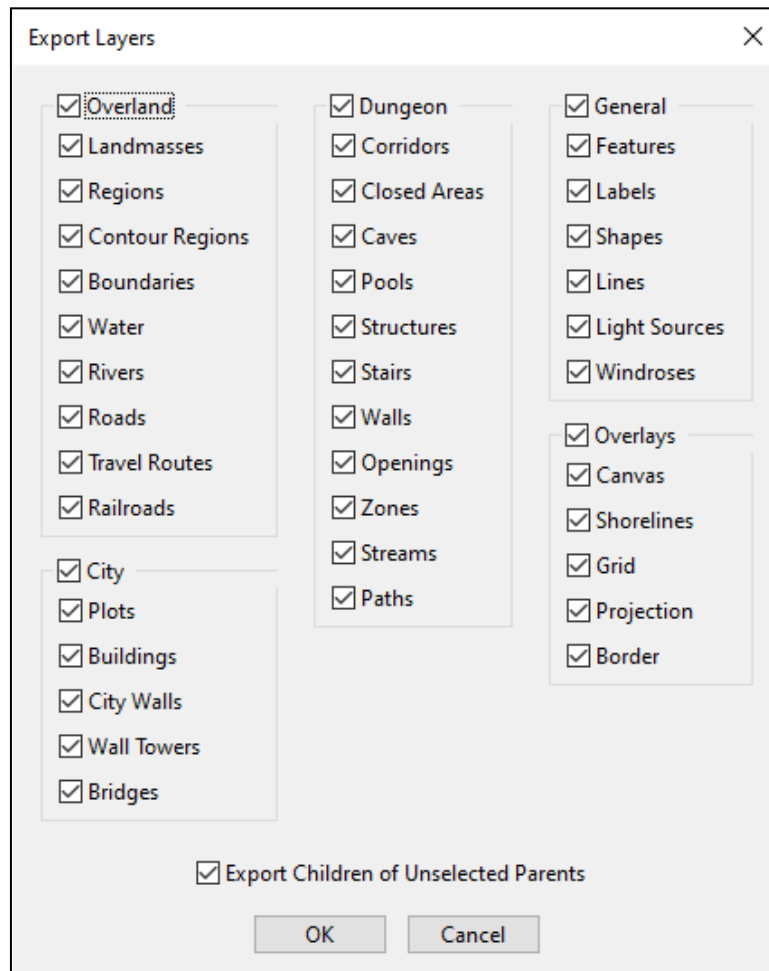 Export Layers
Overland
Landmasses
Regions
Contour Regions
Boundaries
Water
Rivers
Roads
Travel Routes
Railroads
City
Plots
Buildings
City Walls
Wall Towers
Bridges
Dungeon
Corridors
Closed Areas
Caves
Pools
Structures
Stairs
Walls
Openings
Zones
Streams
Paths
General
Features
Labels
Shapes
Lines
Light Sources
Windroses
Overlays
Canvas
Shorelines
Grid
Projection
Border
Export Children of Unselected Parents
OK
Cancel